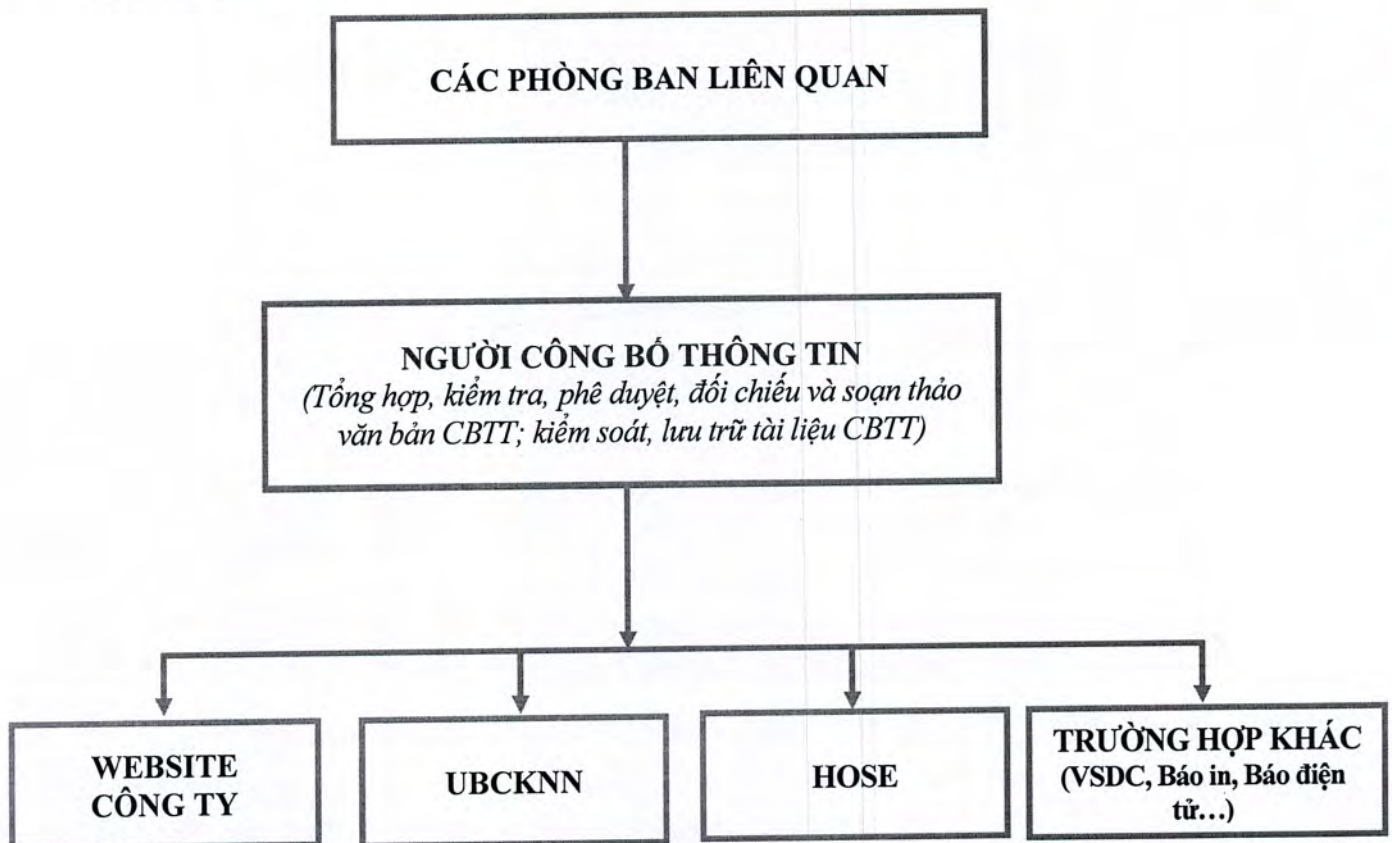 CÁC PHÒNG BAN LIÊN QUAN
NGƯỜI CÔNG BỐ THÔNG TIN
(Tổng hợp, kiểm tra, phê duyệt, đối chiếu và soạn thảo
văn bản CBTT; kiểm soát, lưu trữ tài liệu CBTT)
WEBSITE
CÔNG TY
UBCKNN
HOSE
TRƯỜNG HỢP KHÁC
(VSDC, Báo in, Báo điện
tử...)